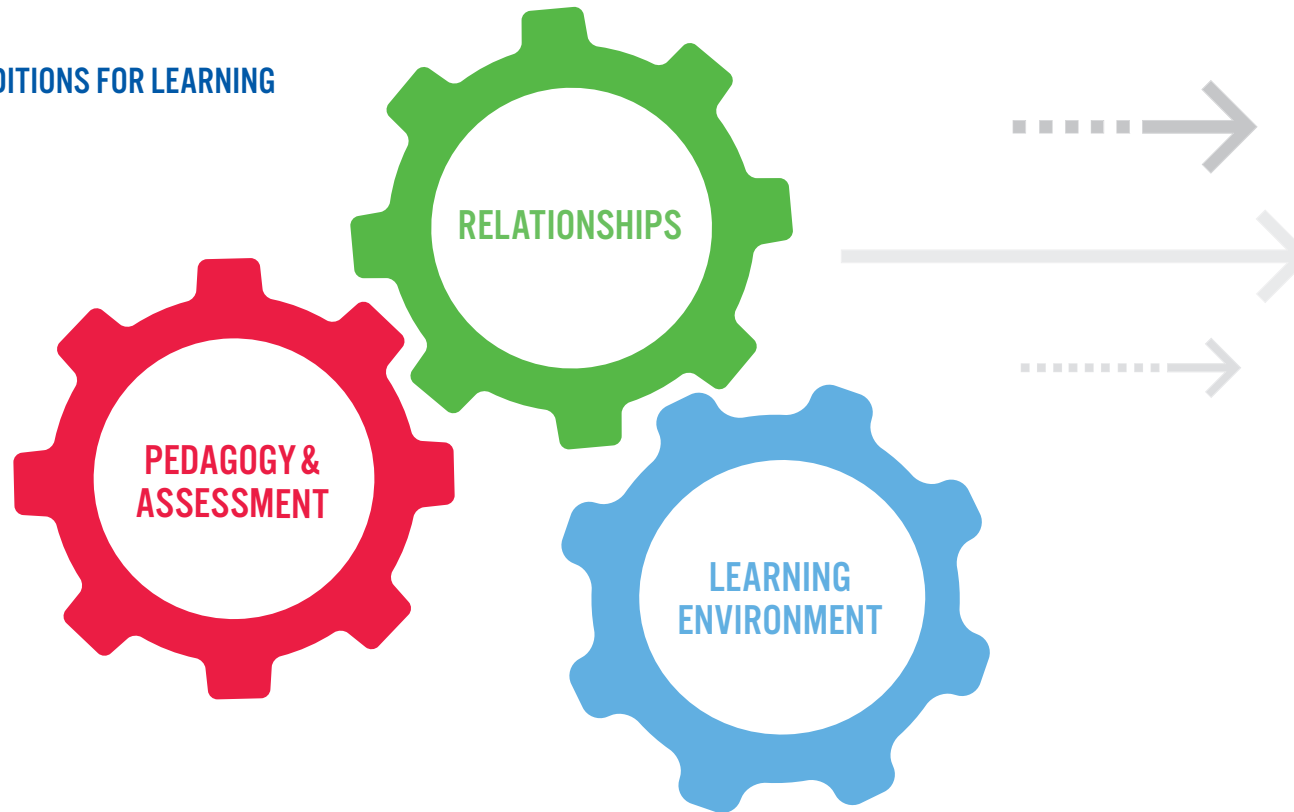 DITIONS FOR LEARNING
RELATIONSHIPS
PEDAGOGY &
ASSESSMENT
LEARNING
ENVIRONMENT